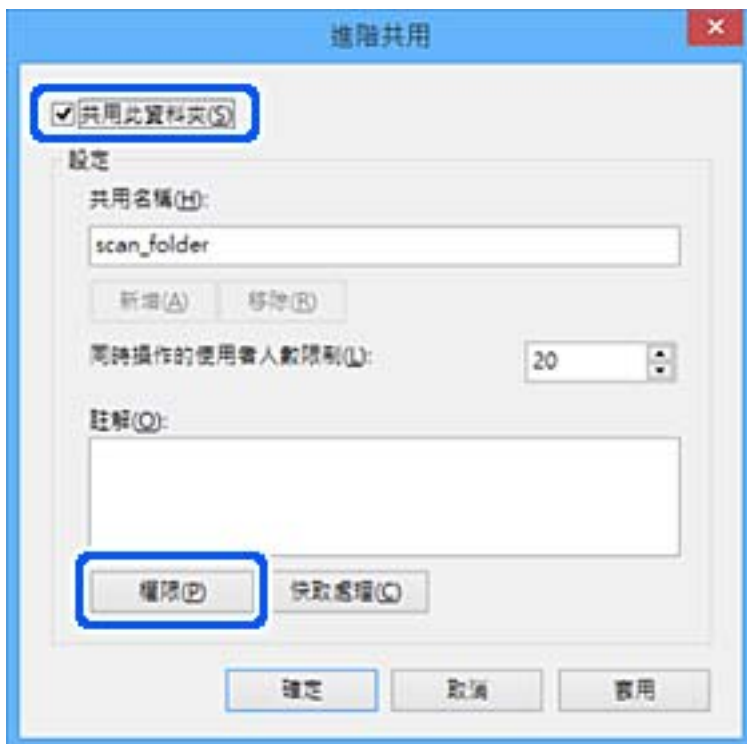 進階共用
共用此資料夾(S)
設定
共用名稱(H):
scan_folder
新增(A) 移除(R)
同時操作的使用者人數限制(L): 20
註解(O):
權限(P) 快取處理(C)
確定 取消 套用